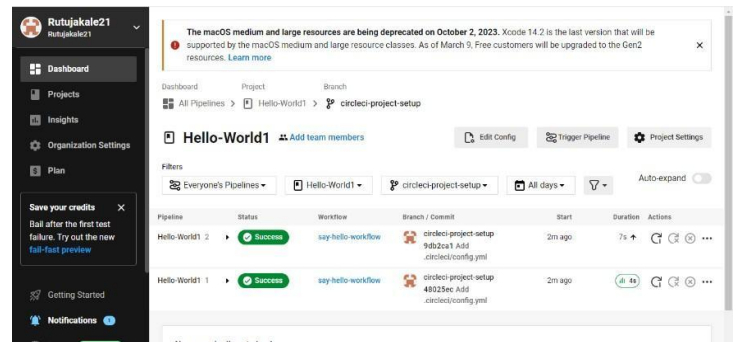 Rutujakale21
Rutujakale21
Dashboard
Projects
Insights
Organization Settings
Plan
Save your credits
Bail after the first test
failure. Try out the new
fail-fast preview
Getting Started
Notifications 1
The macOS medium and large resources are being deprecated on October 2, 2023. Xcode 14.2 is the last version that will be
supported by the macOS medium and large resource classes. As of March 9, Free customers will be upgraded to the Gen2
resources. Learn more
Dashboard Project Branch
All Pipelines > Hello-World1 > circleci-project-setup
Hello-World1 Add team members Edit Config Trigger Pipeline Project Settings
Filters
Everyone's Pipelines Hello-World1 circleci-project-setup All days Auto-expand
Pipeline Status Workflow Branch / Commit Start Duration Actions
Hello-World1 2 Success say-hello-workflow circleci-project-setup 2m ago 7s
9db2ca1 Add
.circleci/config.yml
Hello-World1 1 Success say-hello-workflow circleci-project-setup 2m ago 4s
48025ec Add
.circleci/config.yml